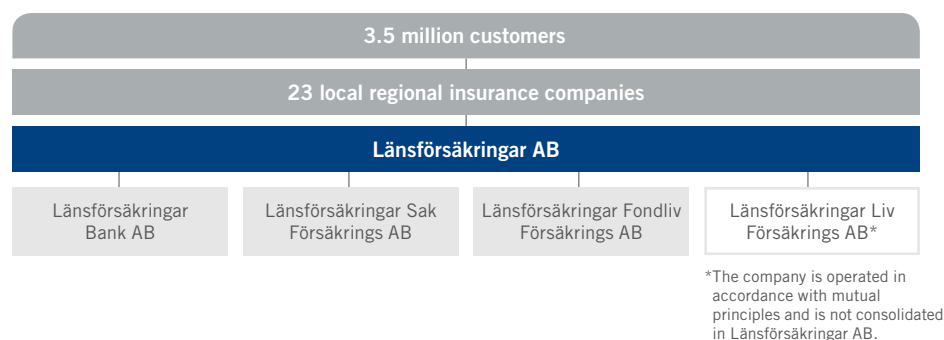 3.5 million customers
23 local regional insurance companies
Länsförsäkringar AB
Länsförsäkringar
Bank AB
Länsförsäkringar Sak
Försäkrings AB
Länsförsäkringar Fondliv
Försäkrings AB
Länsförsäkringar Liv
Försäkrings AB*
*The company is operated in
accordance with mutual
principles and is not consolidated
in Länsförsäkringar AB.